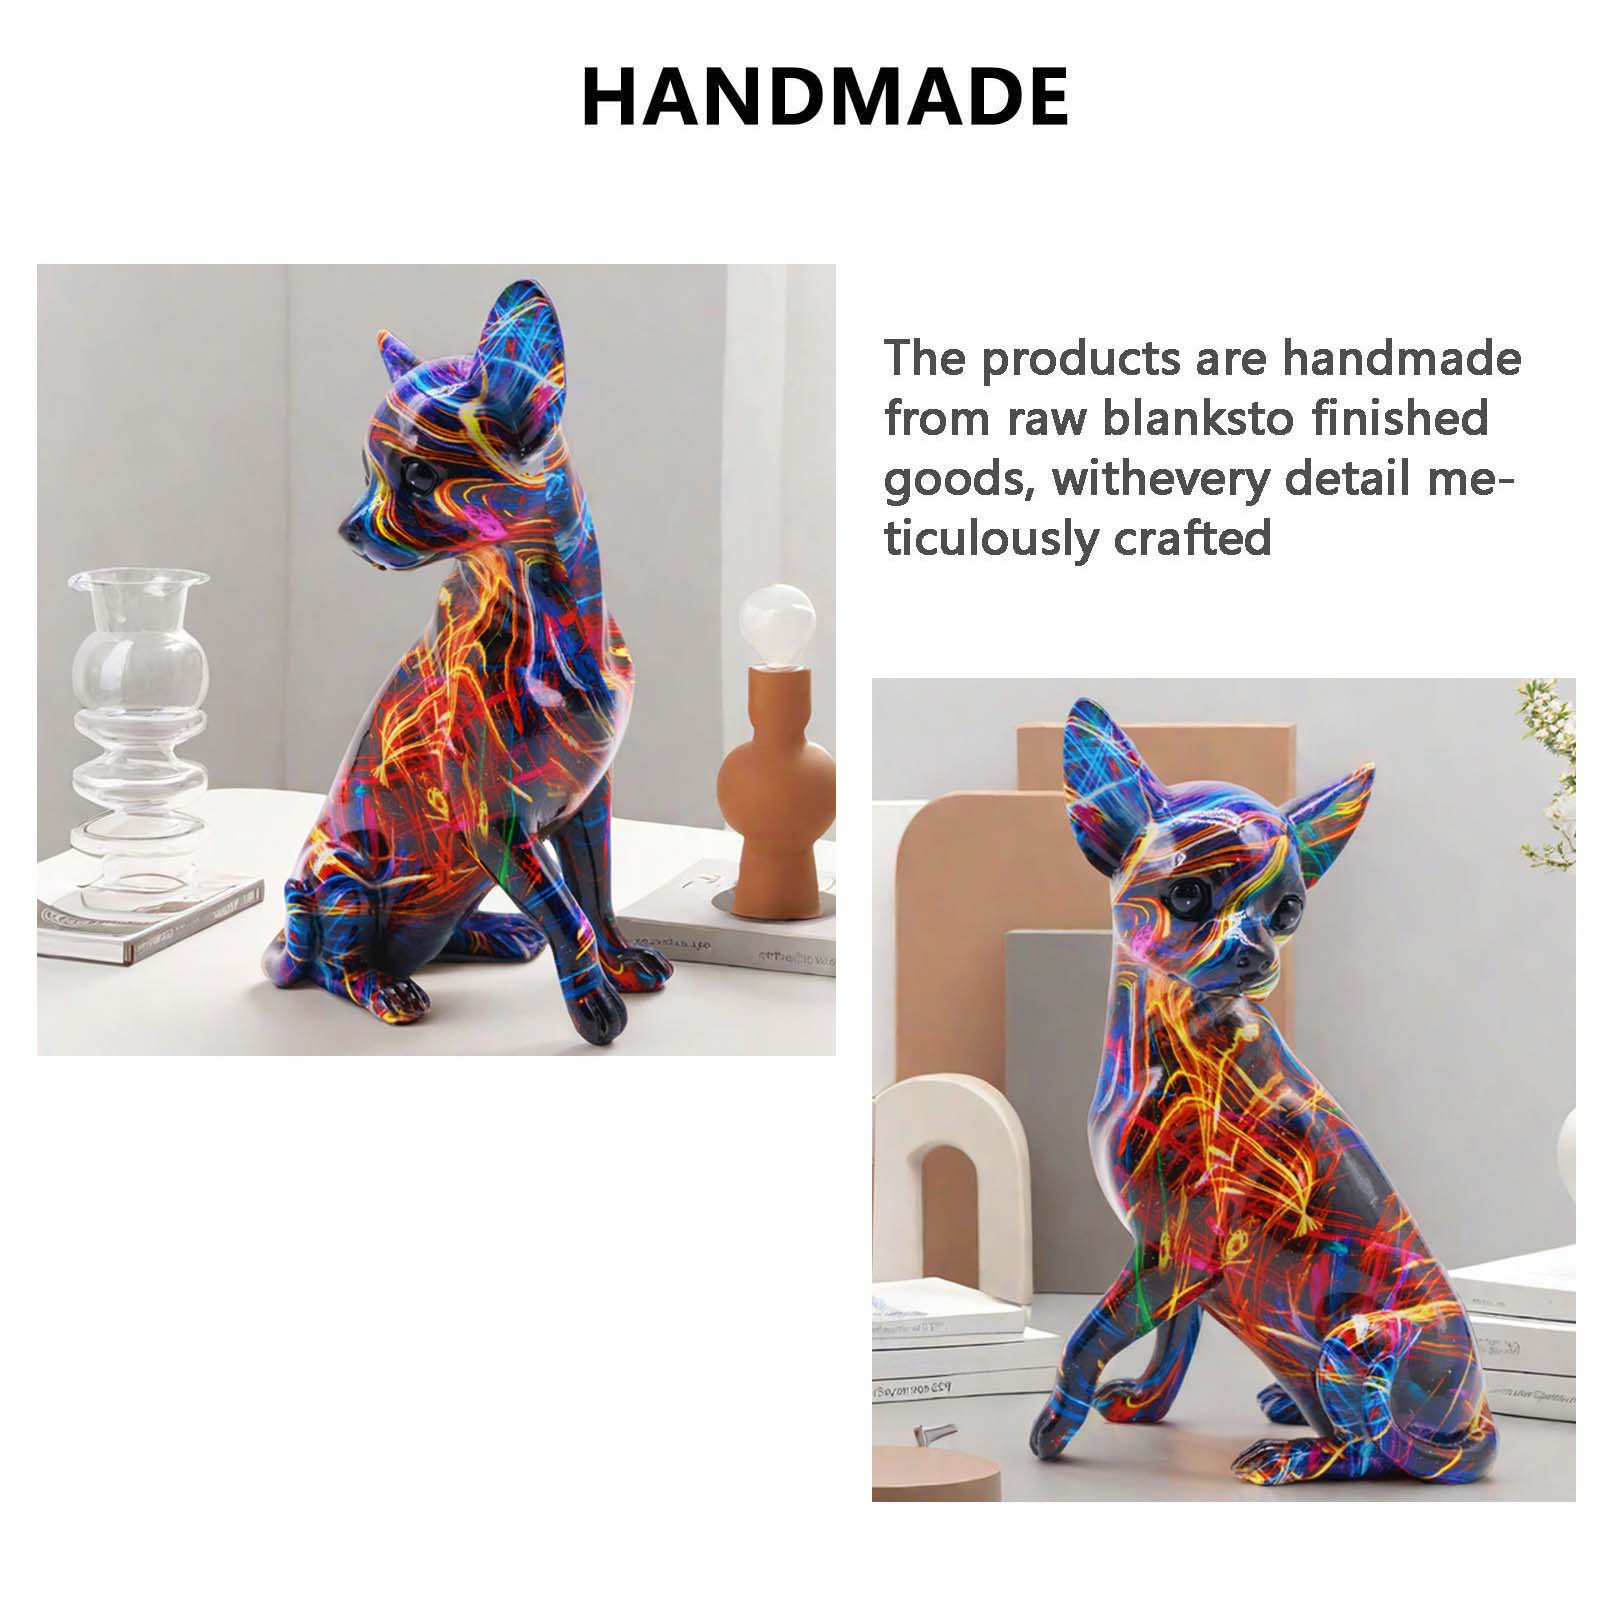 HANDMADE
The products are handmade
from raw blanksto finished
goods, withevery detail me-
ticulously crafted